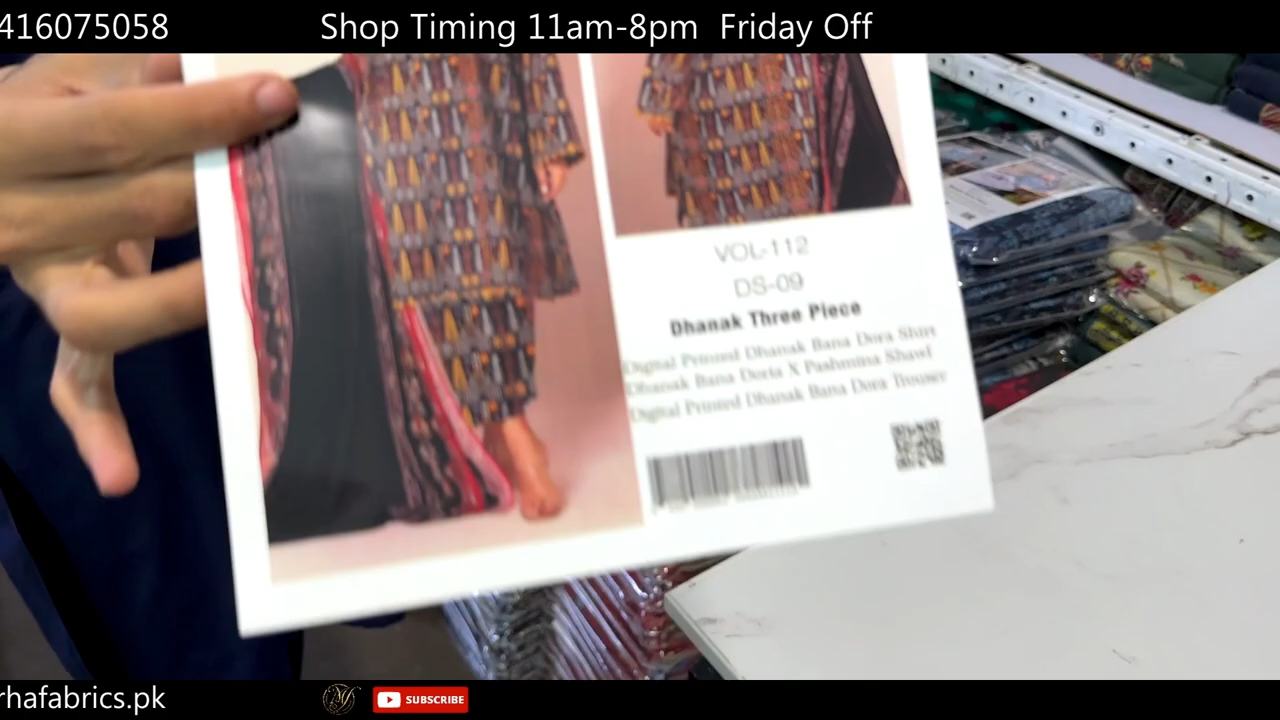 416075058
Shop Timing 11am-8pm Friday Off
VOL-112
DS-09
Dhanak Three Piece
Digital Printed Dhanak Bana Dora Shirt
Dhanak Bana Doria X Pashmina Shawl
Digital Printed Dhanak Bana Dora Trouser
rhafabrics.pk
SUBSCRIBE